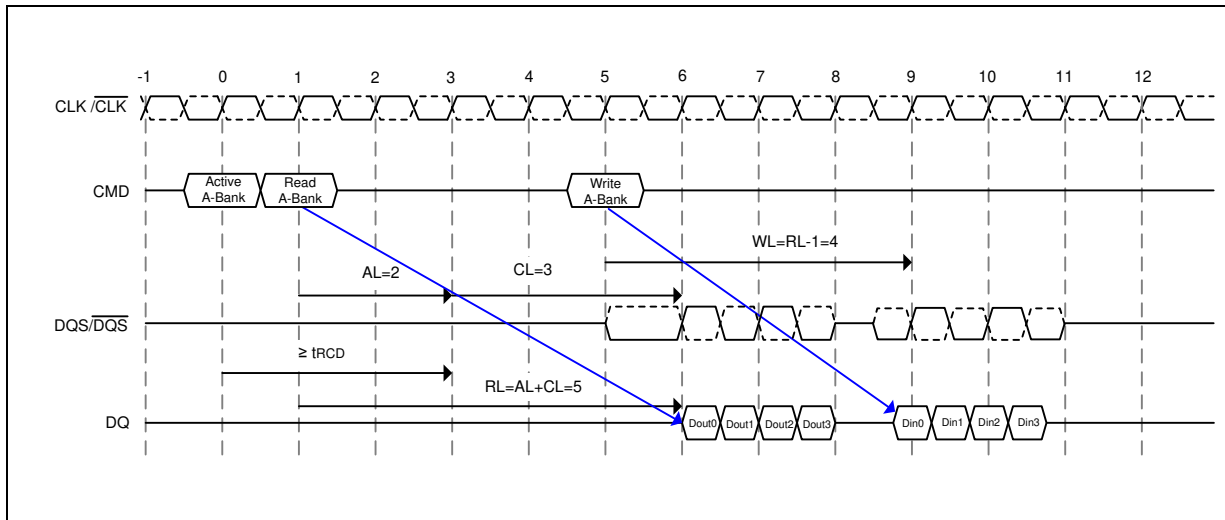 -1 0 1 2 3 4 5 6 7 8 9 10 11 12
CLK /CLK
CMD
Active
A-Bank
Read
A-Bank
Write
A-Bank
WL=RL-1=4
AL=2
CL=3
DQS/DQS
≥ tRCD
RL=AL+CL=5
DQ
Dout0 Dout1 Dout2 Dout3 Din0 Din1 Din2 Din3